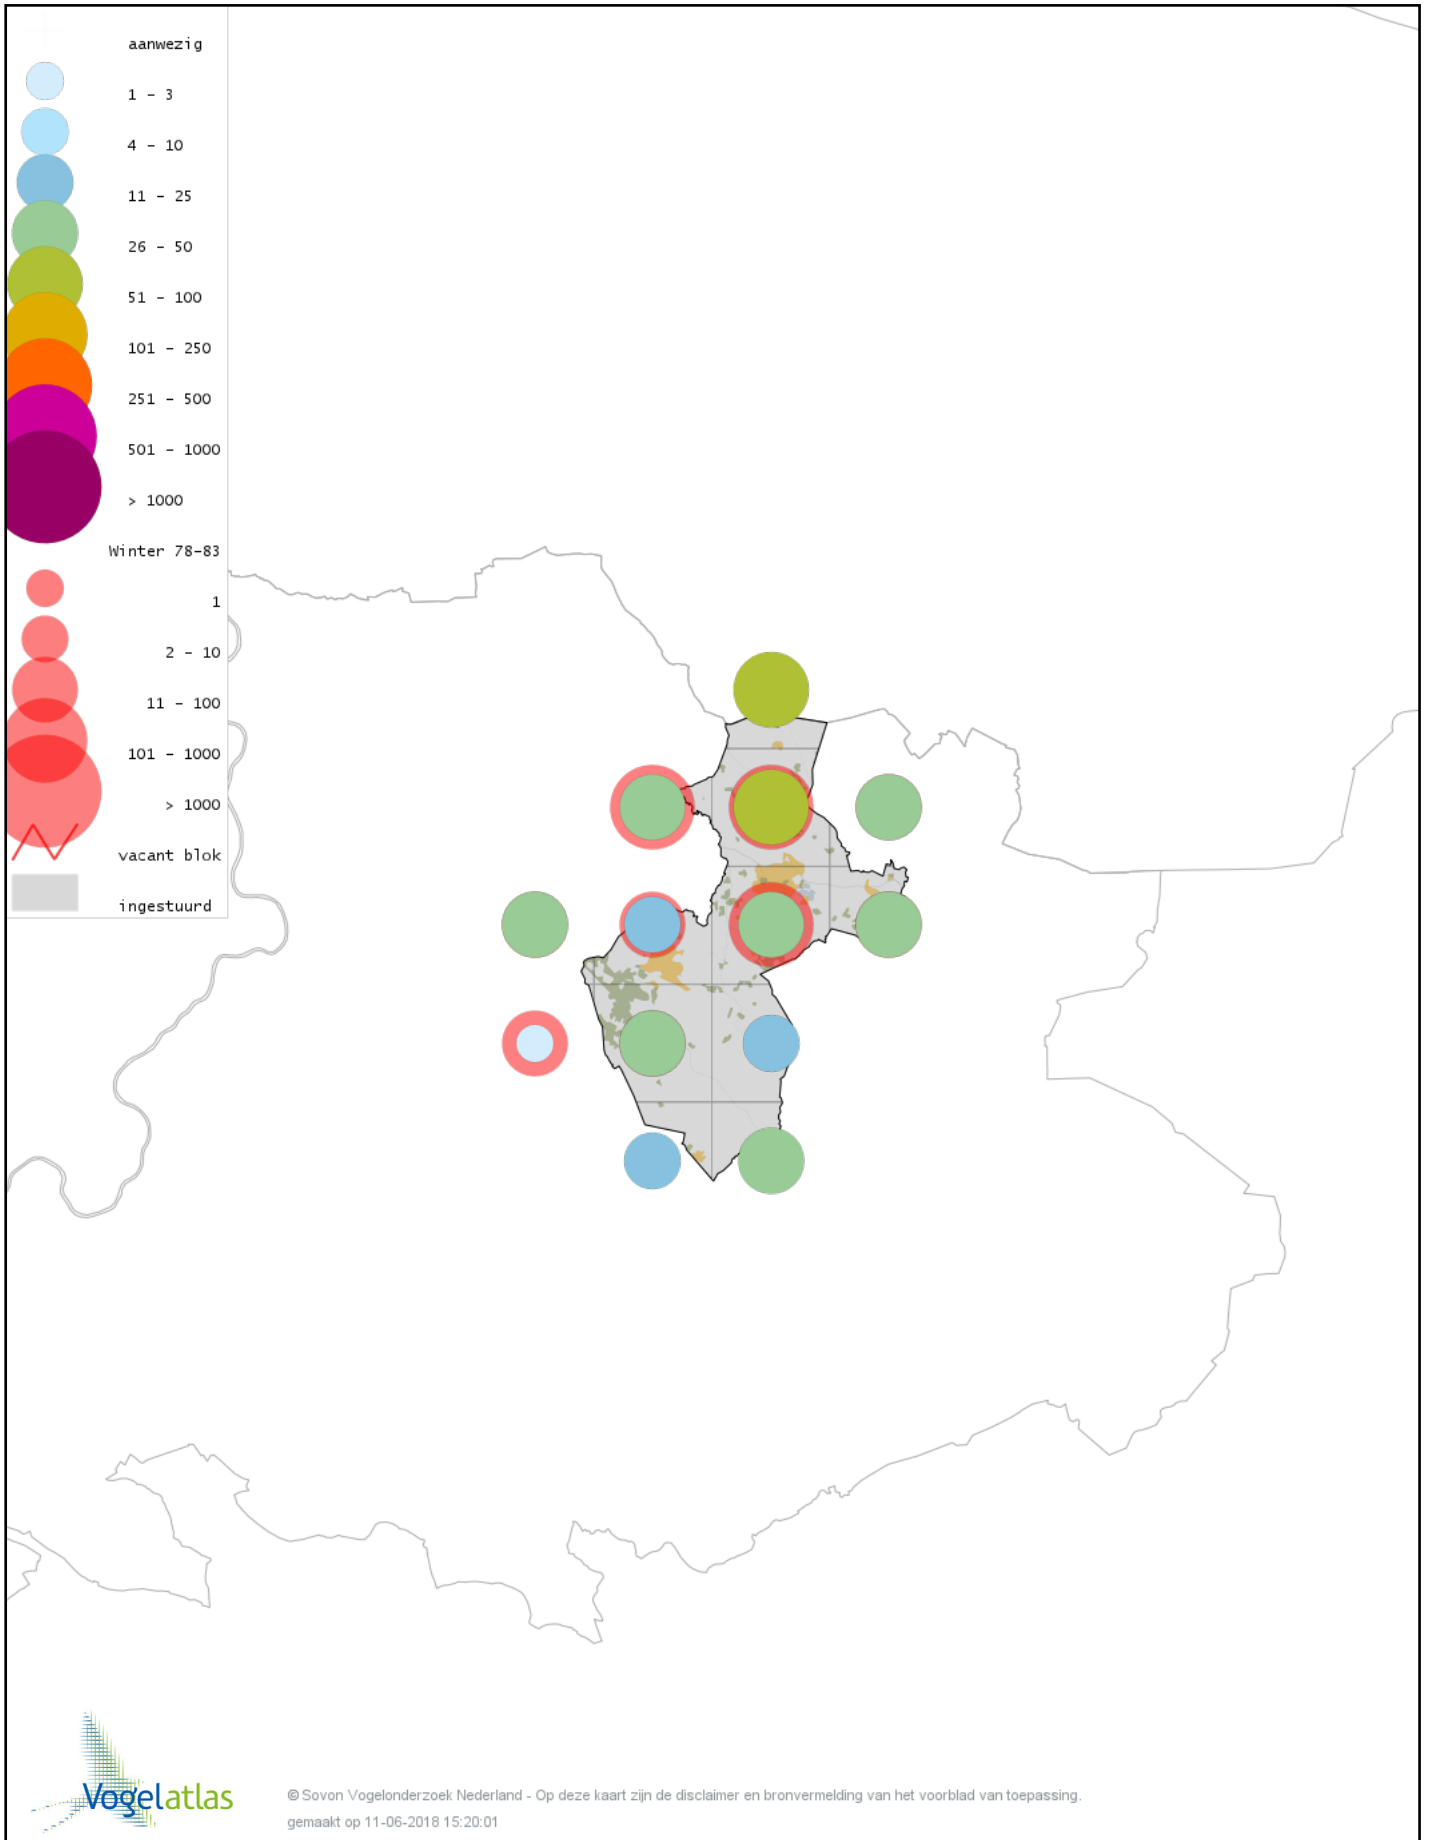 aanwezig
1 - 3
4 - 10
11 - 25
26 - 50
51 - 100
101 - 250
251 - 500
501 - 1000
> 1000
Winter 78-83
1
2 - 10
11 - 100
101 - 1000
> 1000
vacant blok
ingestuurd
Vogelatlas
© Sovon Vogelonderzoek Nederland - Op deze kaart zijn de disclaimer en bronvermelding van het voorblad van toepassing.
gemaakt op 11-06-2018 15:20:01